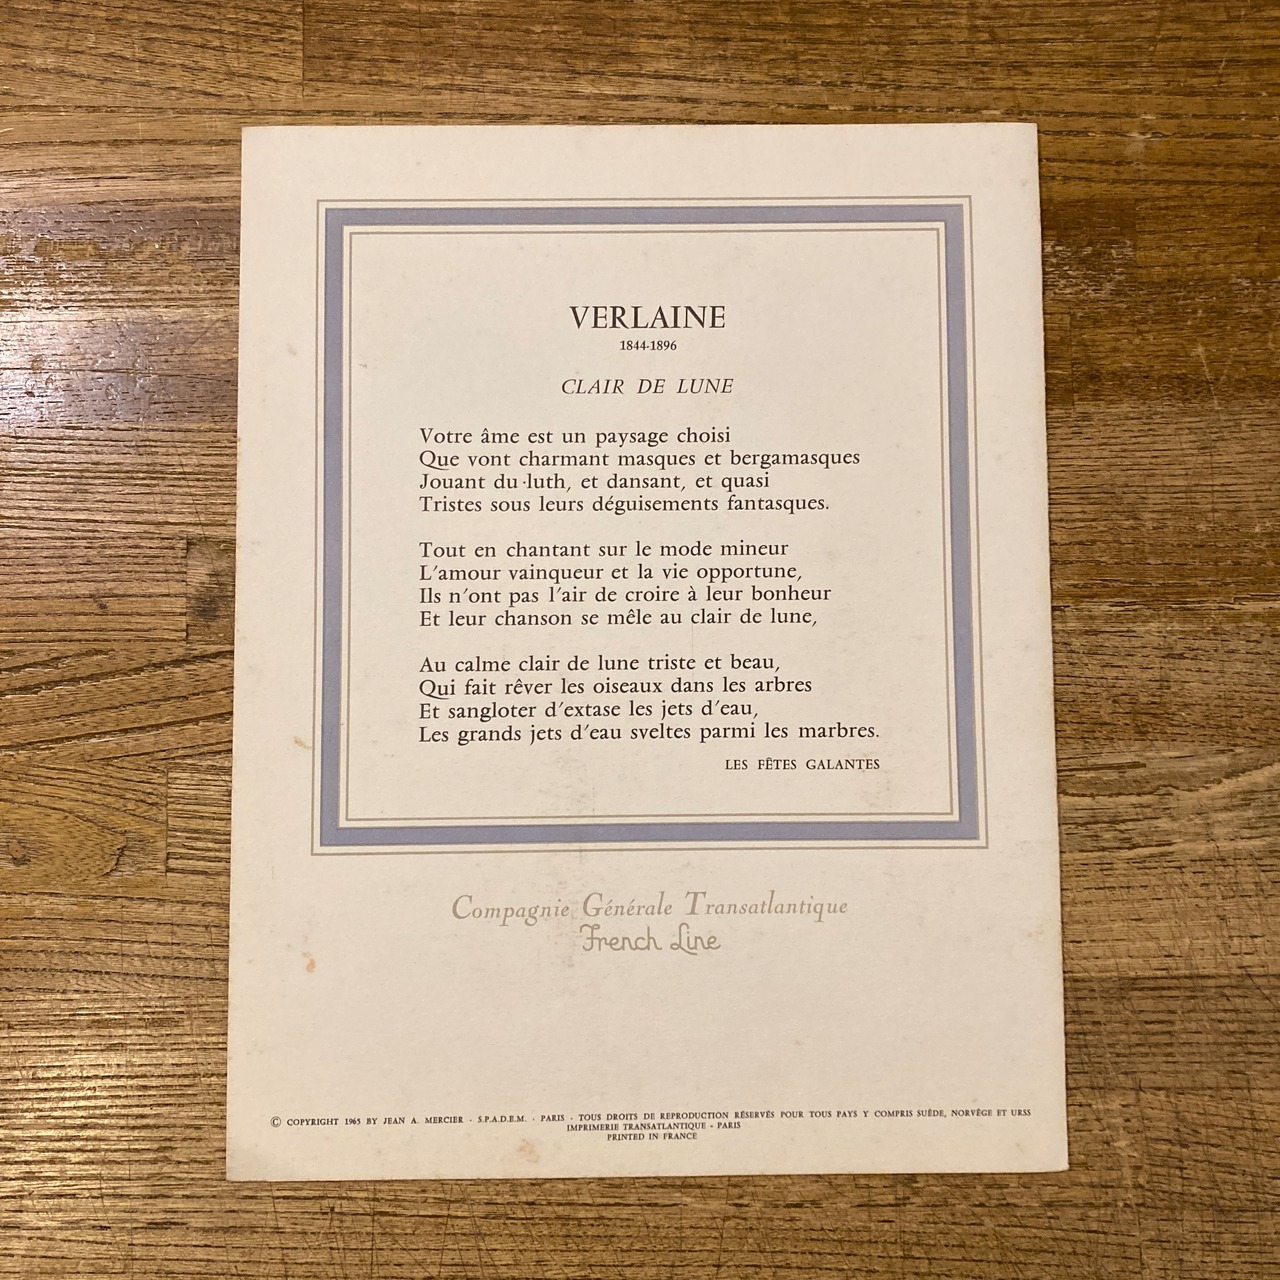 VERLAINE
1844-1896
CLAIR DE LUNE
Votre âme est un paysage choisi
Que vont charmant masques et bergamasques
Jouant du luth, et dansant, et quasi
Tristes sous leurs déguisements fantasques.
Tout en chantant sur le mode mineur
L'amour vainqueur et la vie opportune,
Ils n'ont pas l'air de croire à leur bonheur
Et leur chanson se mêle au clair de lune,
Au calme clair de lune triste et beau,
Qui fait rêver les oiseaux dans les arbres
Et sangloter d'extase les jets d'eau,
Les grands jets d'eau sveltes parmi les marbres.
LES FÊTES GALANTES
Compagnie Générale Transatlantique
French Line
© COPYRIGHT 1965 BY JEAN A. MERCIER - S.P.A.D.E.M. - PARIS - TOUS DROITS DE REPRODUCTION RÉSERVÉS POUR TOUS PAYS Y COMPRIS SUÈDE, NORVÈGE ET URSS
IMPRIMERIE TRANSATLANTIQUE - PARIS
PRINTED IN FRANCE